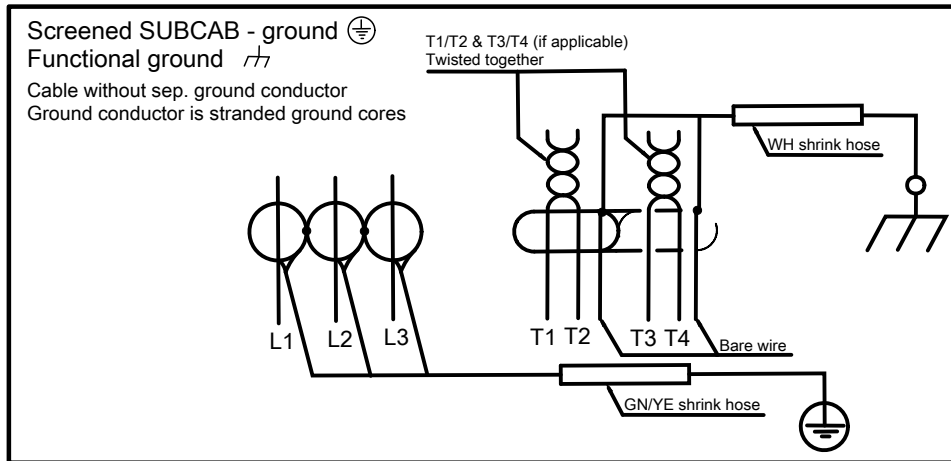 Screened SUBCAB - ground
Functional ground
Cable without sep. ground conductor
Ground conductor is stranded ground cores
T1/T2 & T3/T4 (if applicable)
Twisted together
WH shrink hose
L1 L2 L3 T1 T2 T3 T4
Bare wire
GN/YE shrink hose